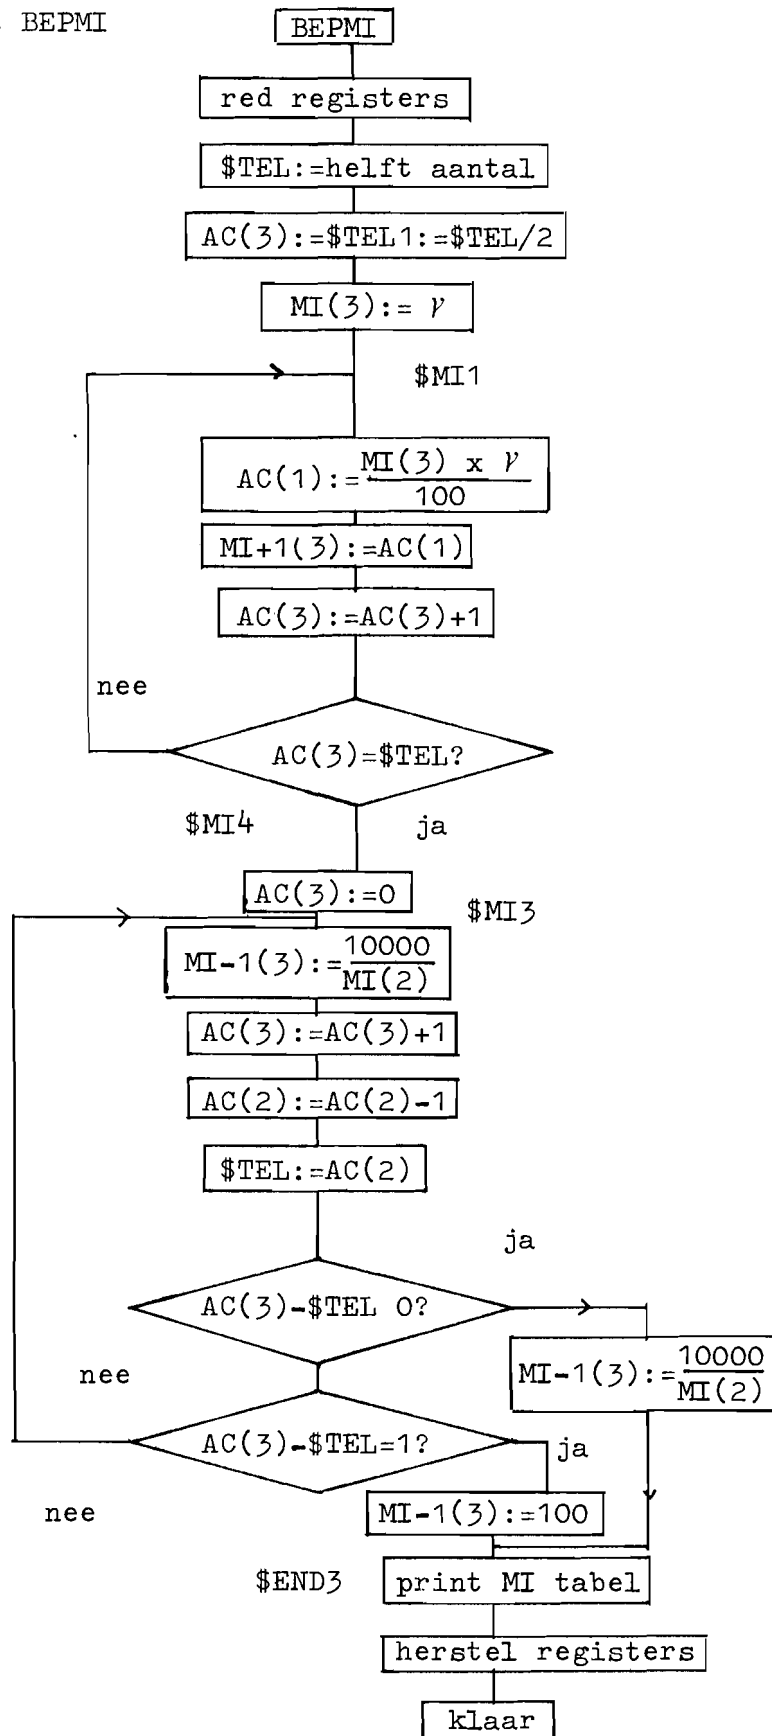 BEPMI
BEPMI
red registers
$TEL:=helft aantal
AC(3):=$TEL1:=$TEL/2
MI(3):= γ
$MI1
AC(1):=MI(3) x γ
100
MI+1(3):=AC(1)
AC(3):=AC(3)+1
nee
AC(3)=$TEL?
$MI4
ja
AC(3):=0
$MI3
MI-1(3):=10000
MI(2)
AC(3):=AC(3)+1
AC(2):=AC(2)-1
$TEL:=AC(2)
ja
AC(3)-$TEL 0?
MI-1(3):=10000
MI(2)
nee
AC(3)-$TEL=1?
ja
nee
MI-1(3):=100
$END3
print MI tabel
herstel registers
klaar